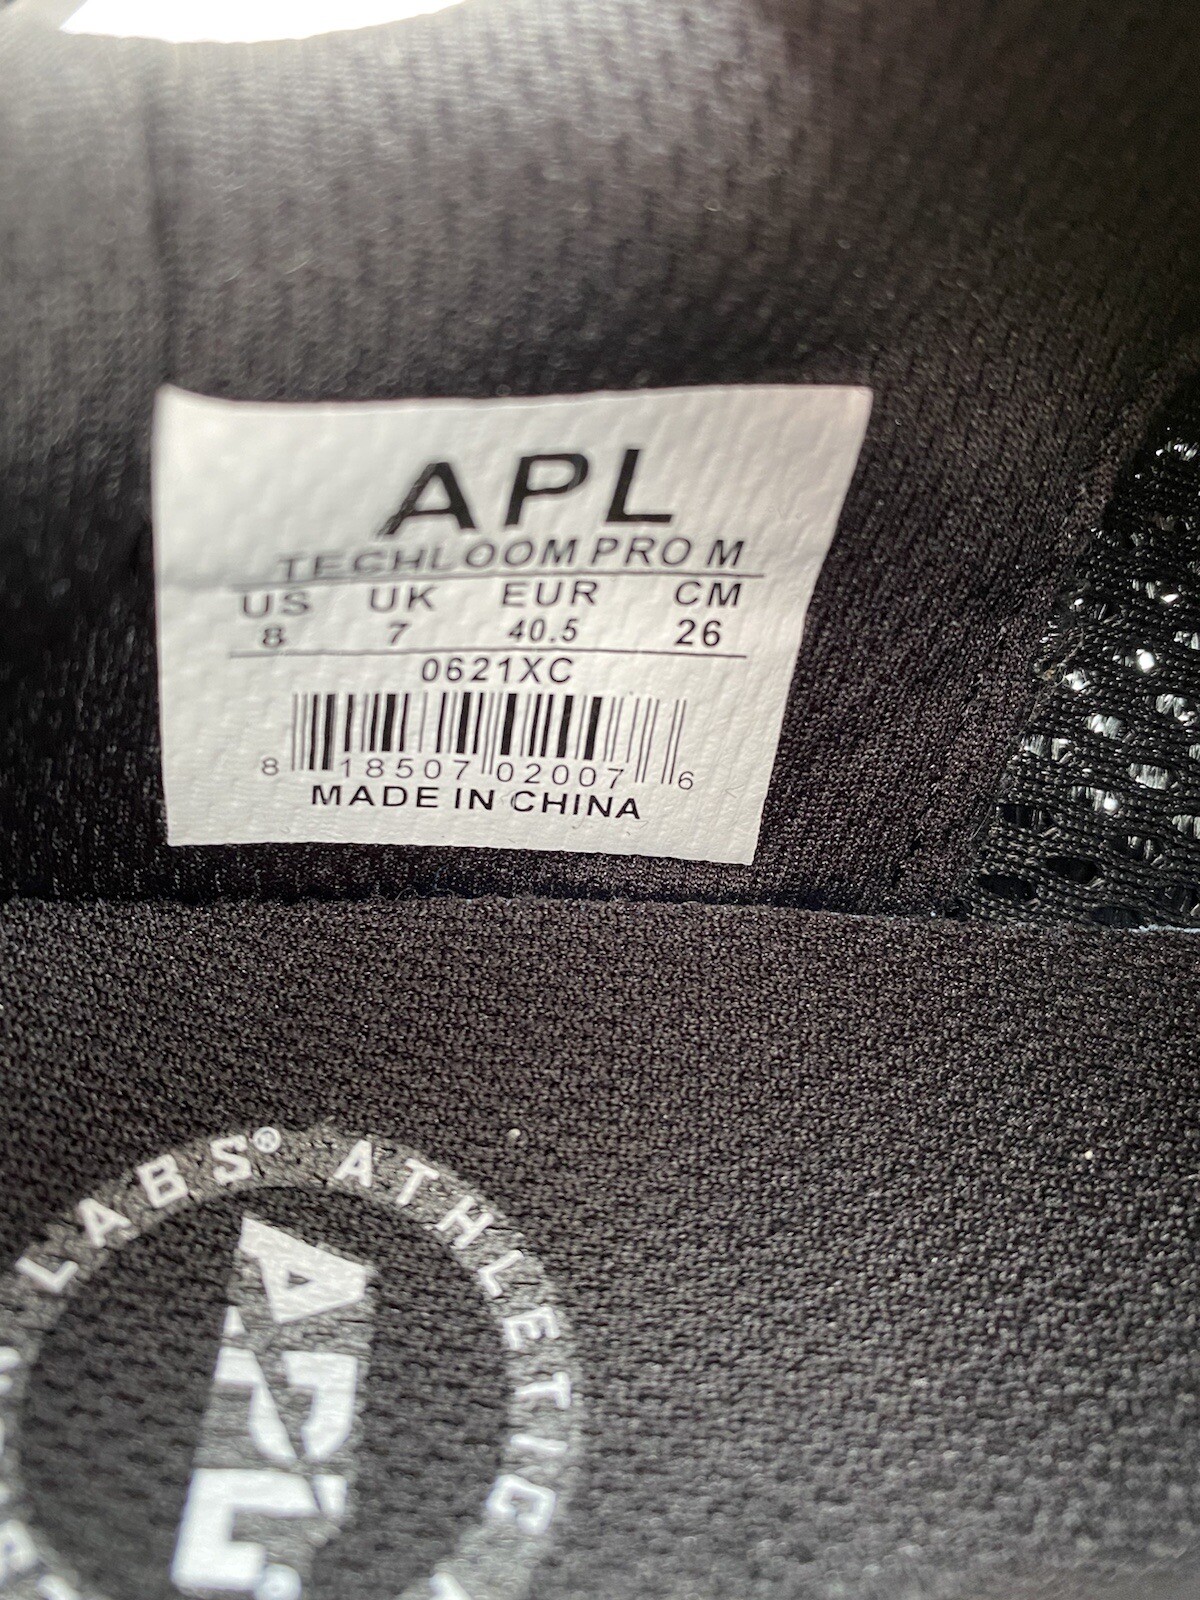 APL
TECHLOOM PRO M
US UK EUR CM
8 7 40.5 26
0621XC
8 18507 02007 6
MADE IN CHINA
LABS® ATHLETIC
APL